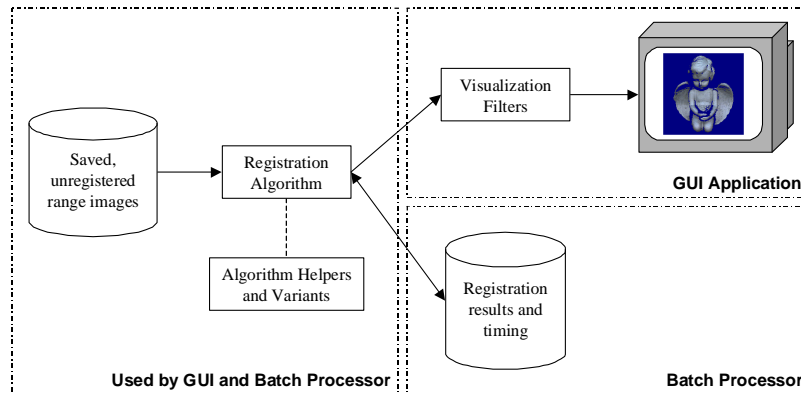 Saved,
unregistered
range images
Registration
Algorithm
Algorithm Helpers
and Variants
Used by GUI and Batch Processor
Visualization
Filters
GUI Application
Registration
results and
timing
Batch Processor